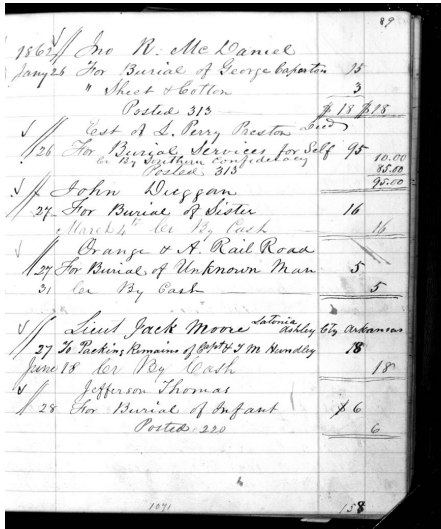 89
1862 Jno R. McDaniel
Jany 26 For Burial of George Caperton 15
" Sheet & Cotton 3
Posted 313 $18 $18
Est of S. Perry Preston Decd
26 For Burial Services for Self 95
Cr By Southern Confederacy 10.00
Posted 313 85.00
95.00
John Duggan
27 For Burial of Sister 16
March 4th Cr By Cash 16
Orange & A. Rail Road
27 For Burial of Unknown Man 5
31 Cr By Cash 5
Lieut Jack Moore Latonia Ashley Cty Arkansas
27 To Packing Remains of Cpt & T M Hundley 18
June 18 Cr By Cash 18
Jefferson Thomas
28 For Burial of Infant 6
Posted 220 6
1071 158